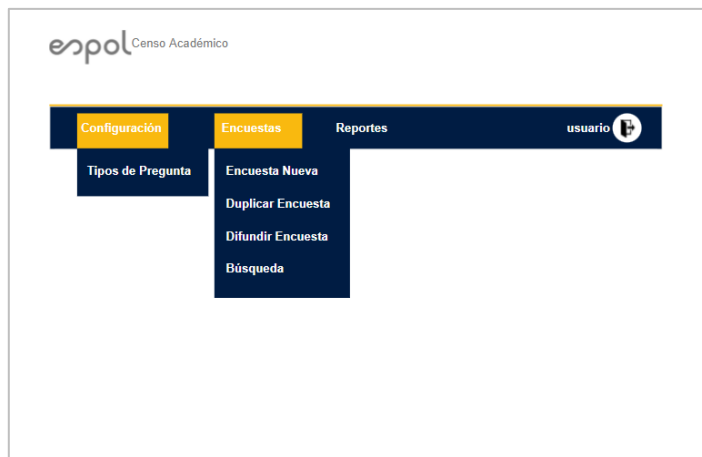 espol Censo Académico
Configuración Encuestas Reportes usuario
Tipos de Pregunta Encuesta Nueva
Duplicar Encuesta
Difundir Encuesta
Búsqueda